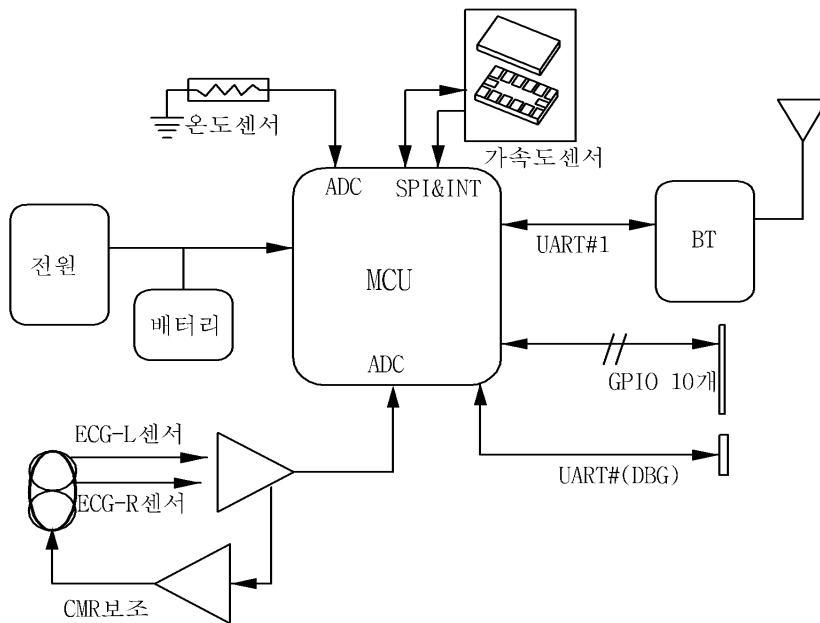 온도센서
가속도센서
ADC
SPI&INT
전원
배터리
MCU
UART#1
BT
ADC
GPIO 10개
ECG-L센서
ECG-R센서
UART#(DBG)
CMR보조